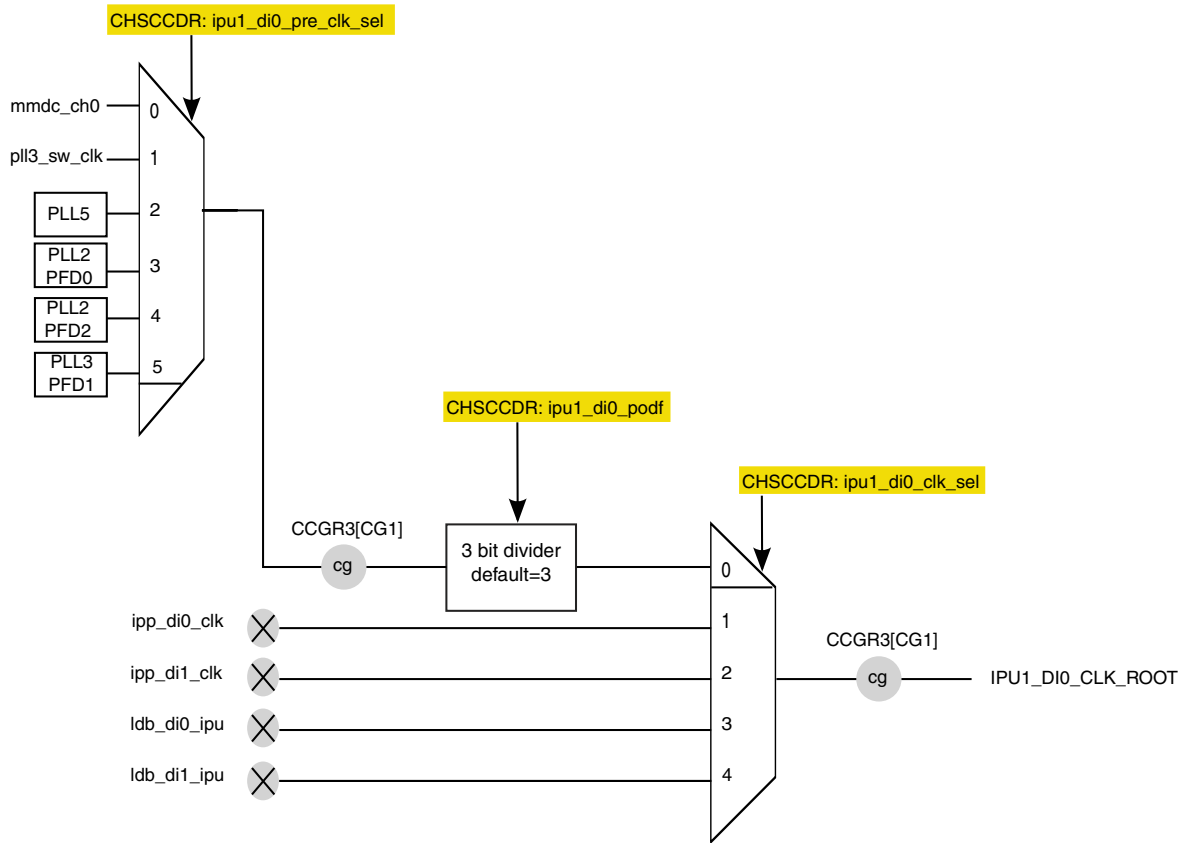 CHSCCDR: ipu1_di0_pre_clk_sel
mmdc_ch0
0
pll3_sw_clk
1
PLL5
2
PLL2
PFD0
3
PLL2
PFD2
4
PLL3
PFD1
5
CHSCCDR: ipu1_di0_podf
CHSCCDR: ipu1_di0_clk_sel
CCGR3[CG1]
cg
3 bit divider
default=3
0
ipp_di0_clk
1
ipp_di1_clk
2
ldb_di0_ipu
3
ldb_di1_ipu
4
CCGR3[CG1]
cg
IPU1_DI0_CLK_ROOT